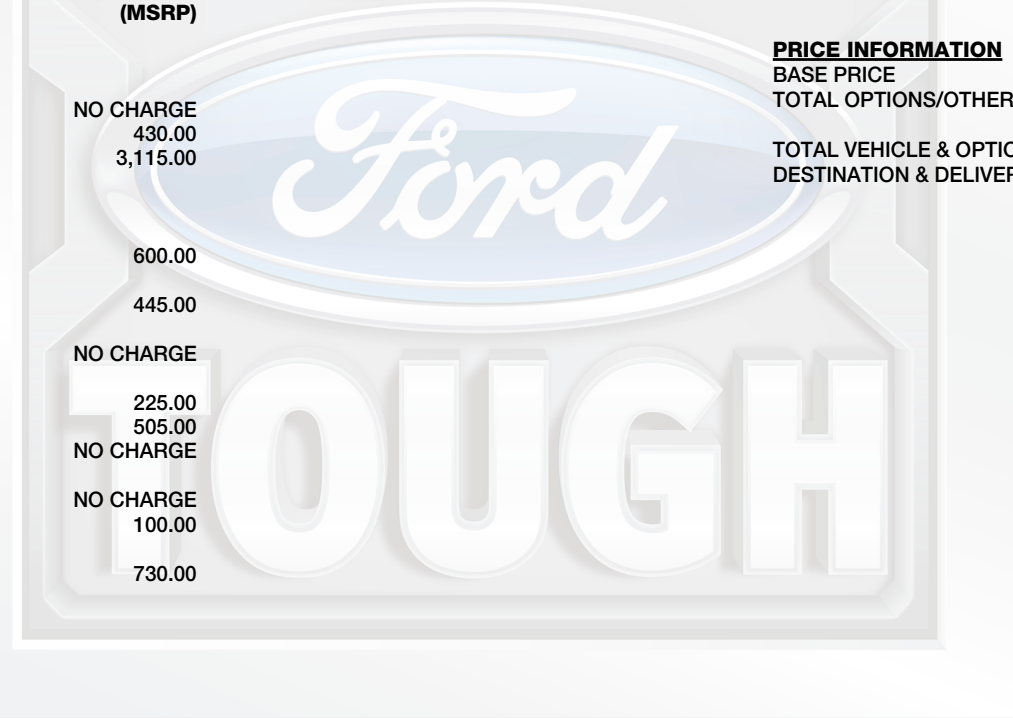 (MSRP)
NO CHARGE
430.00
3,115.00
600.00
445.00
NO CHARGE
225.00
505.00
NO CHARGE
NO CHARGE
100.00
730.00
PRICE INFORMATION
BASE PRICE
TOTAL OPTIONS/OTHER
TOTAL VEHICLE & OPTIO
DESTINATION & DELIVER
Ford
TOUGH